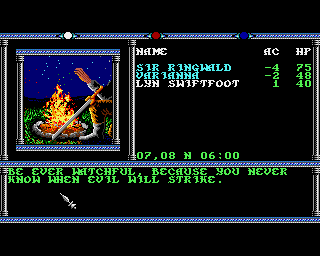 NAME AC HP
SIR RINGWALD -4 75
VARIANNA -2 48
LYN SWIFTFOOT 1 40
07,08 N 06:00
BE EVER WATCHFUL, BECAUSE YOU NEVER
KNOW WHEN EVIL WILL STRIKE.